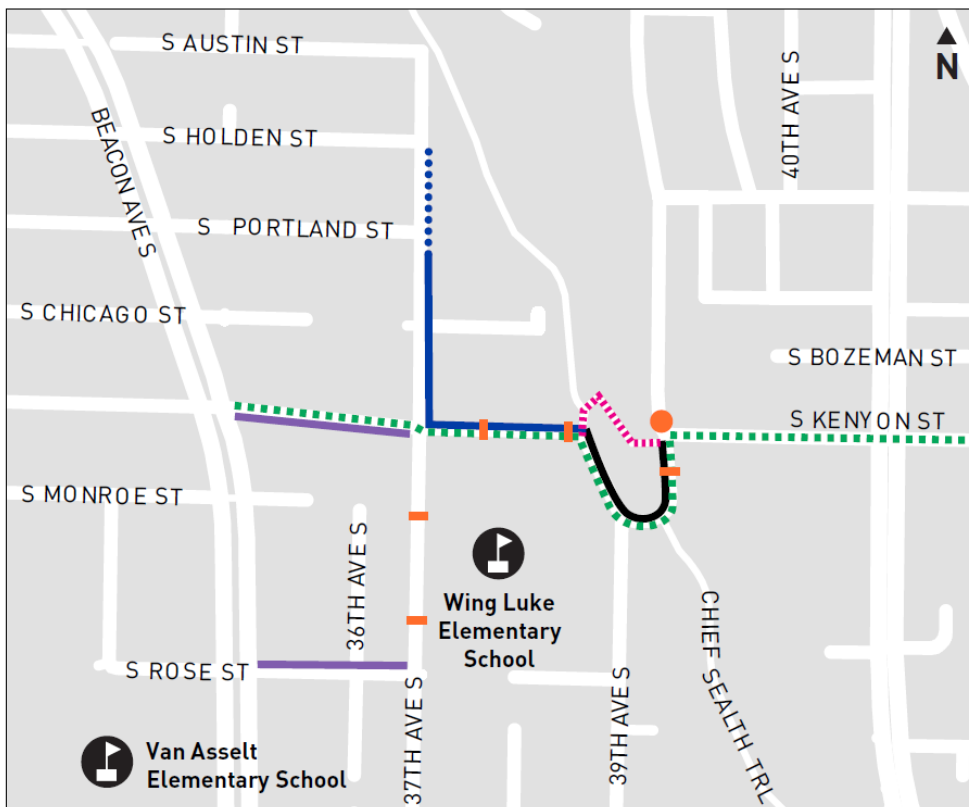 S AUSTIN ST
N
BEACON AVE S
S HOLDEN ST
40TH AVE S
S PORTLAND ST
S CHICAGO ST
S BOZEMAN ST
S KENYON ST
S MONROE ST
36TH AVE S
Wing Luke
Elementary
School
S ROSE ST
37TH AVE S
39TH AVE S
CHIEF SEALTH TRL
Van Asselt
Elementary School